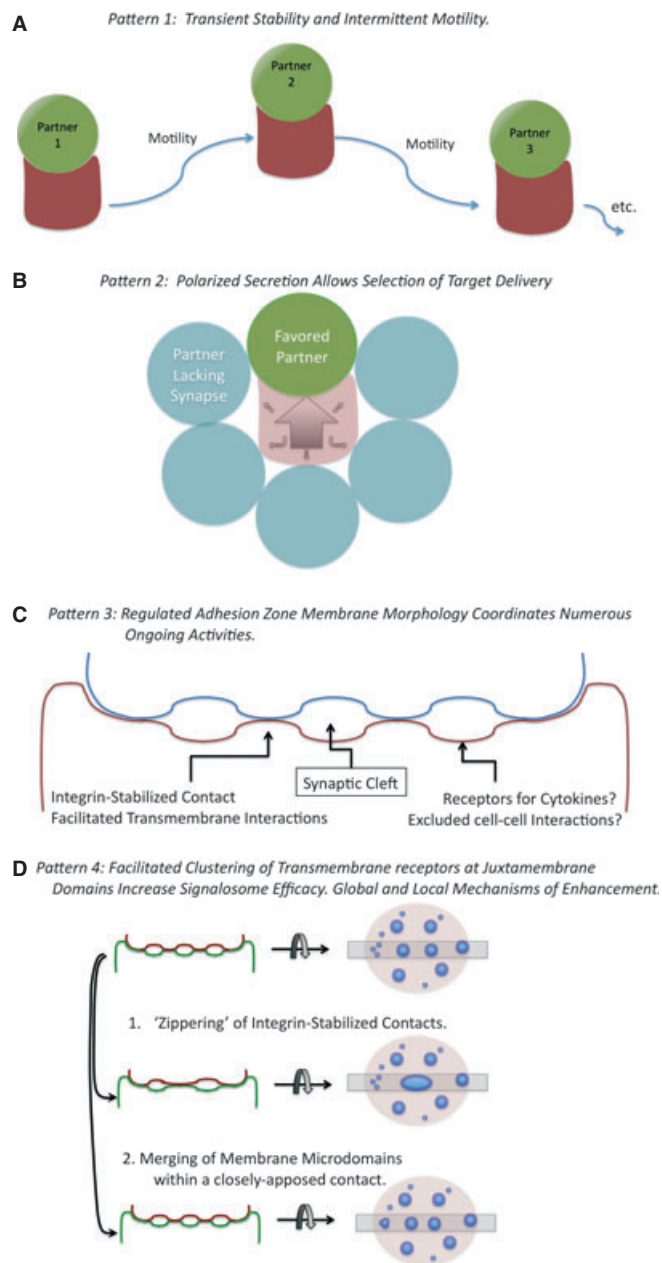 A
Pattern 1: Transient Stability and Intermittent Motility.
Partner
1
Motility
Partner
2
Motility
Partner
3
etc.
B
Pattern 2: Polarized Secretion Allows Selection of Target Delivery
Partner
Lacking
Synapse
Favored
Partner
C
Pattern 3: Regulated Adhesion Zone Membrane Morphology Coordinates Numerous
Ongoing Activities.
Integrin-Stabilized Contact
Facilitated Transmembrane Interactions
Synaptic Cleft
Receptors for Cytokines?
Excluded cell-cell Interactions?
D
Pattern 4: Facilitated Clustering of Transmembrane receptors at Juxtamembrane
Domains Increase Signalosome Efficacy. Global and Local Mechanisms of Enhancement.
1. 'Zippering' of Integrin-Stabilized Contacts.
2. Merging of Membrane Microdomains
within a closely-apposed contact.